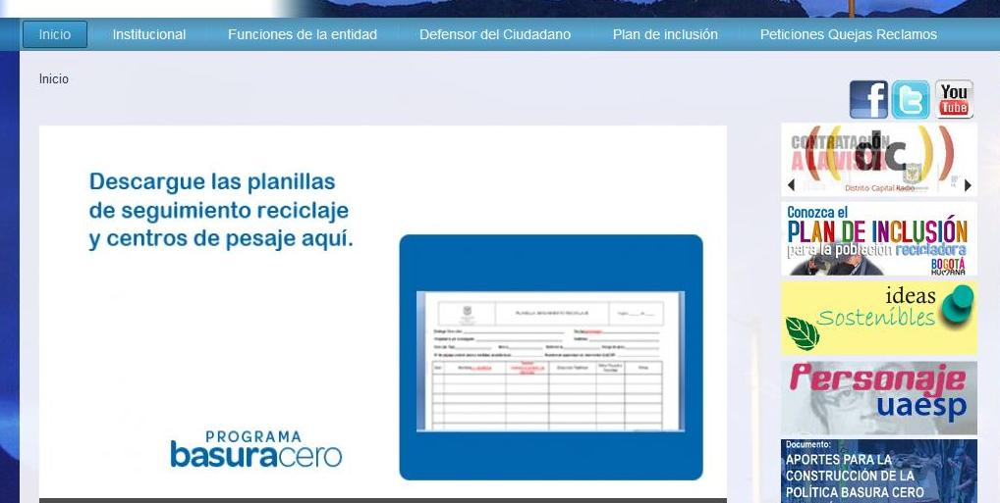 Inicio
Institucional
Funciones de la entidad
Defensor del Ciudadano
Plan de inclusión
Peticiones Quejas Reclamos
Inicio
You
Tube
CONTRATACIÓN
A LA VISTA
dc
Distrito Capital Radio
Conozca el
PLAN DE INCLUSIÓN
para la población recicladora
BOGOTÁ
HUMANA
ideas
Sostenibles
Personaje
uaesp
Documento:
APORTES PARA LA
CONSTRUCCIÓN DE LA
POLÍTICA BASURA CERO
Descargue las planillas
de seguimiento reciclaje
y centros de pesaje aquí.
PLANILLA SEGUIMIENTO RECICLAJE
PROGRAMA
basuracero